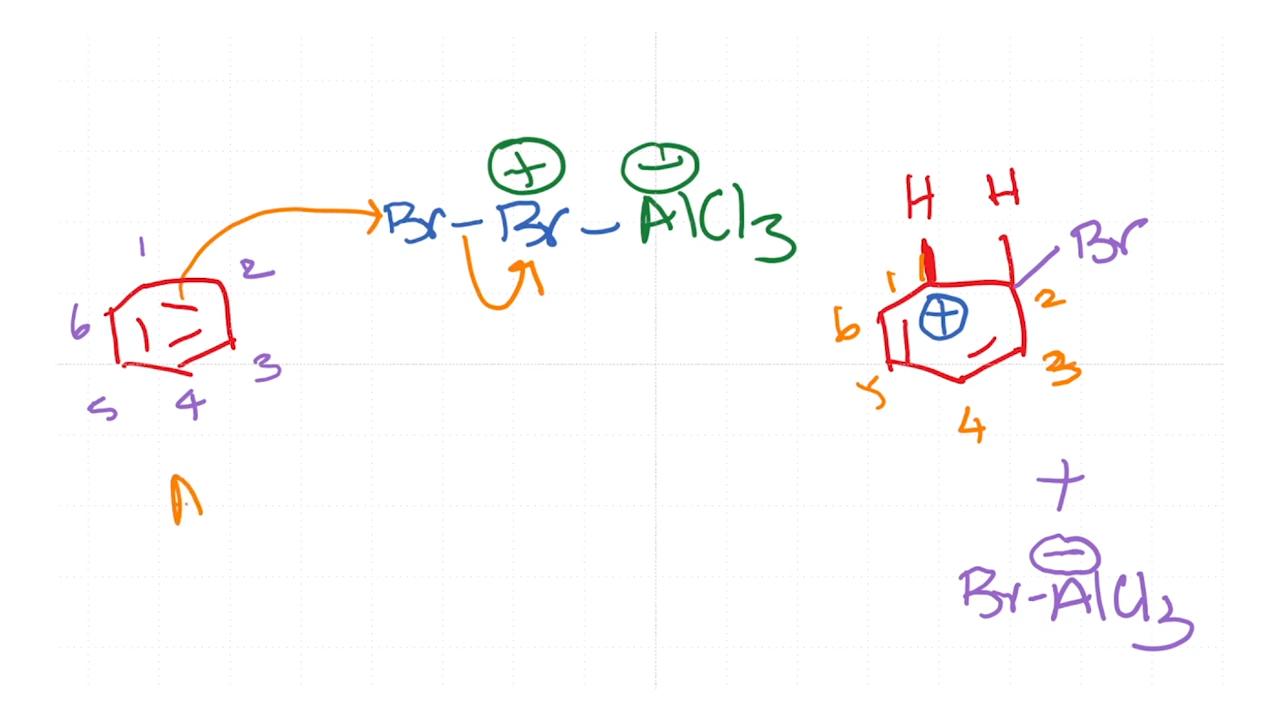 + −
Br-Br-AlCl3
1 2
6 3
5 4
H H
Br
1 2
+
6 3
5 4
+
−
Br-AlCl3